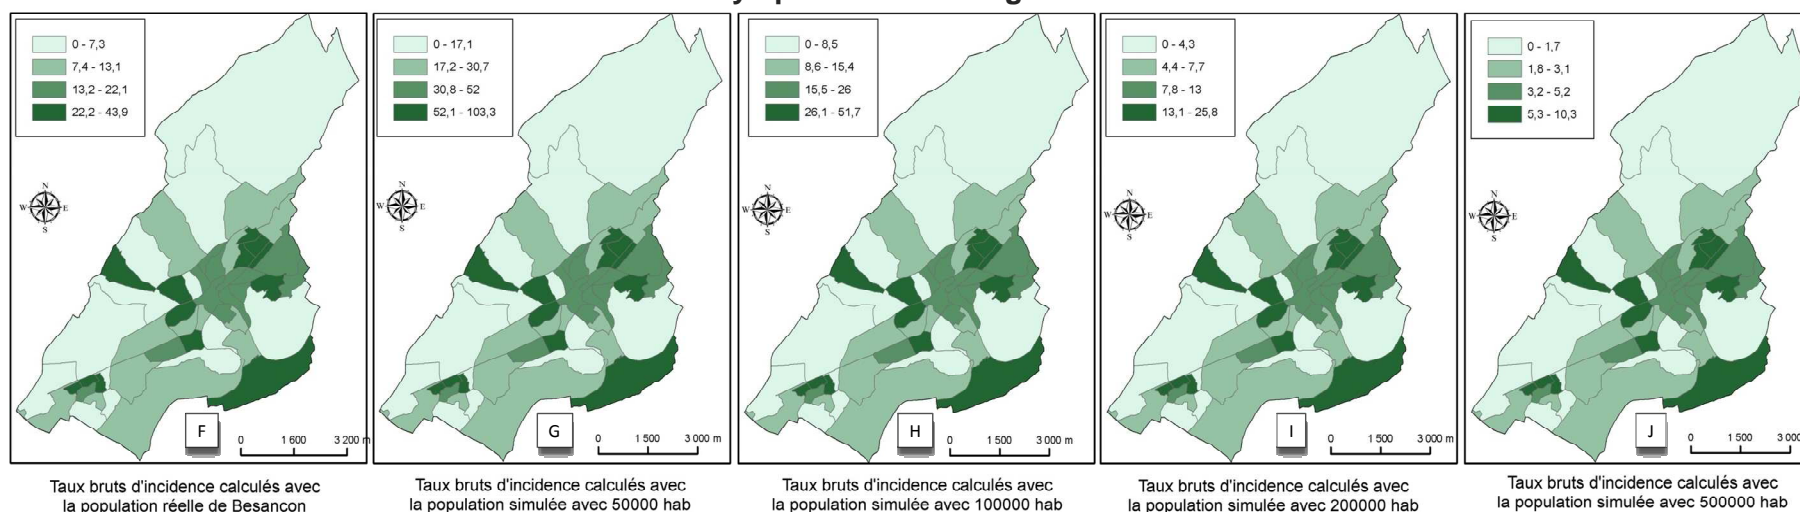 0 - 7,3
7,4 - 13,1
13,2 - 22,1
22,2 - 43,9
N
W E
S
F
0 1 600 3 200 m
Taux bruts d'incidence calculés avec
la population réelle de Besançon
0 - 17,1
17,2 - 30,7
30,8 - 52
52,1 - 103,3
N
W E
S
G
0 1 500 3 000 m
Taux bruts d'incidence calculés avec
la population simulée avec 50000 hab
0 - 8,5
8,6 - 15,4
15,5 - 26
26,1 - 51,7
N
W E
S
H
0 1 500 3 000 m
Taux bruts d'incidence calculés avec
la population simulée avec 100000 hab
0 - 4,3
4,4 - 7,7
7,8 - 13
13,1 - 25,8
N
W E
S
I
0 1 500 3 000 m
Taux bruts d'incidence calculés avec
la population simulée avec 200000 hab
0 - 1,7
1,8 - 3,1
3,2 - 5,2
5,3 - 10,3
N
W E
S
J
0 1 500 3 000
Taux bruts d'incidence calculés avec
la population simulée avec 500000 hab